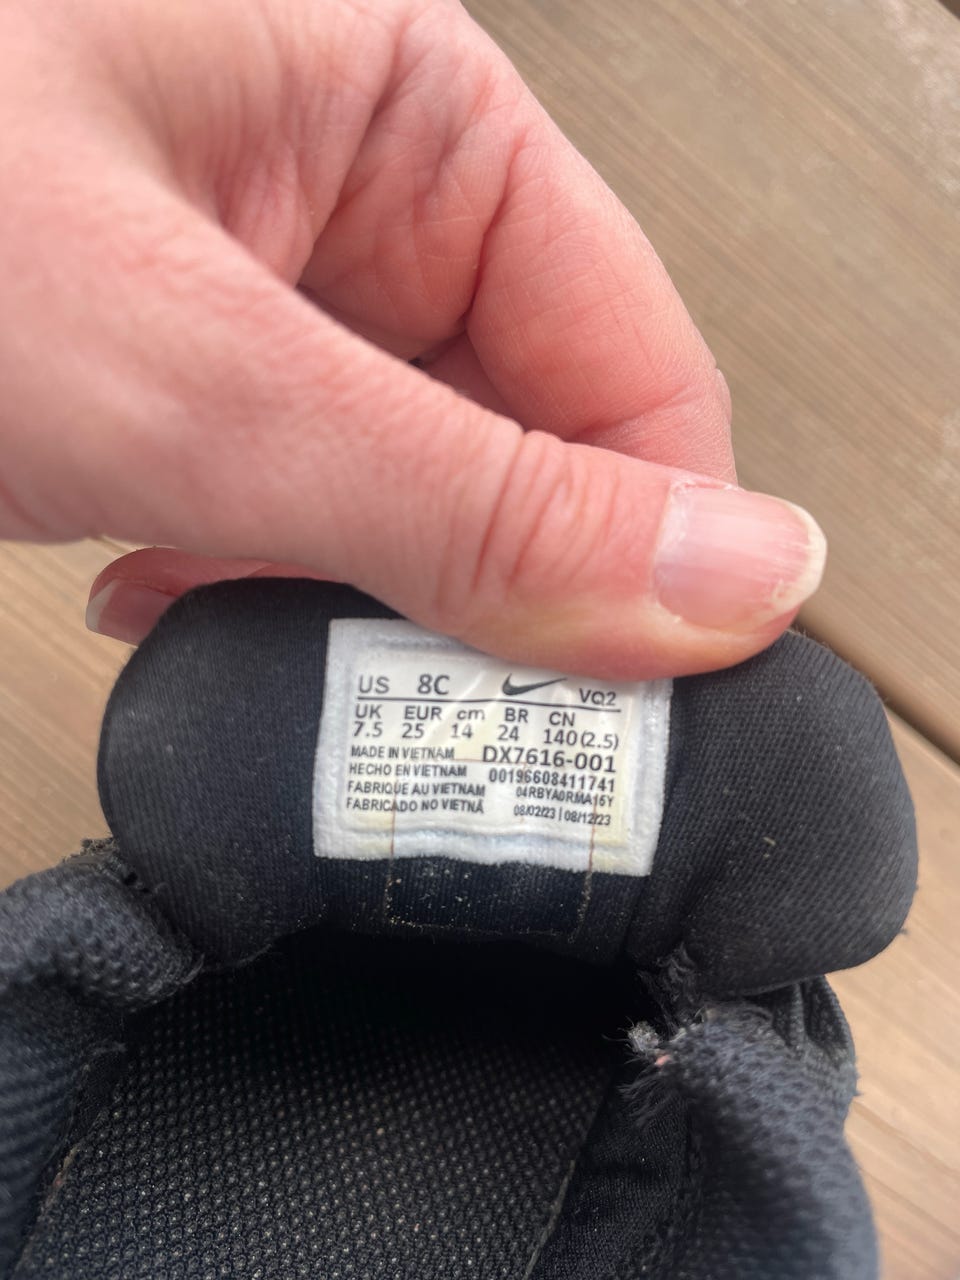 US 8C VQ2
UK EUR cm BR CN
7.5 25 14 24 140 (2.5)
MADE IN VIETNAM DX7616-001
HECHO EN VIETNAM 00196608411741
FABRIQUE AU VIETNAM 04RBYA0RMA15Y
FABRICADO NO VIETNÃ 08/02/23 | 08/12/23